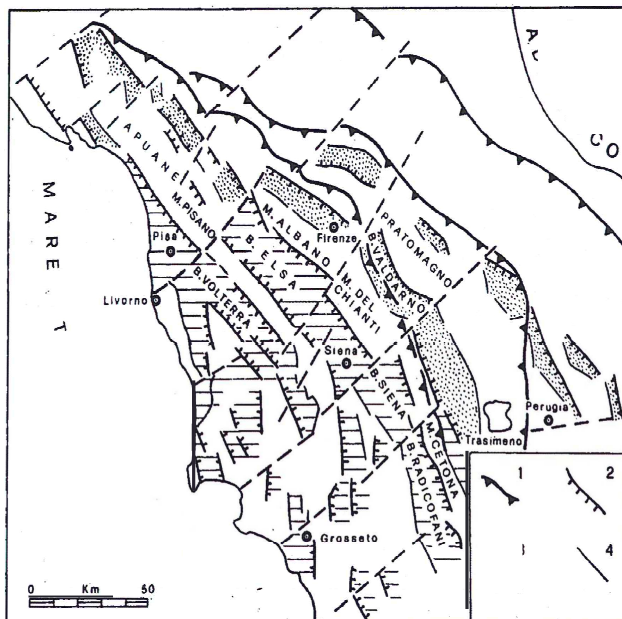 A
CO
MARE T
APUANE
M.PISANO
Pisa
Livorno
B.VOLTERRA
B. ELSA
M. ALBANO
Firenze
M. DEL
CHIANTI
B. VALDARNO
PRATOMAGNO
Siena
B. SIENA
M. CETONA
B. RADICOFANI
Trasimeno
Perugia
Grosseto
0 Km 50
1 2
3 4